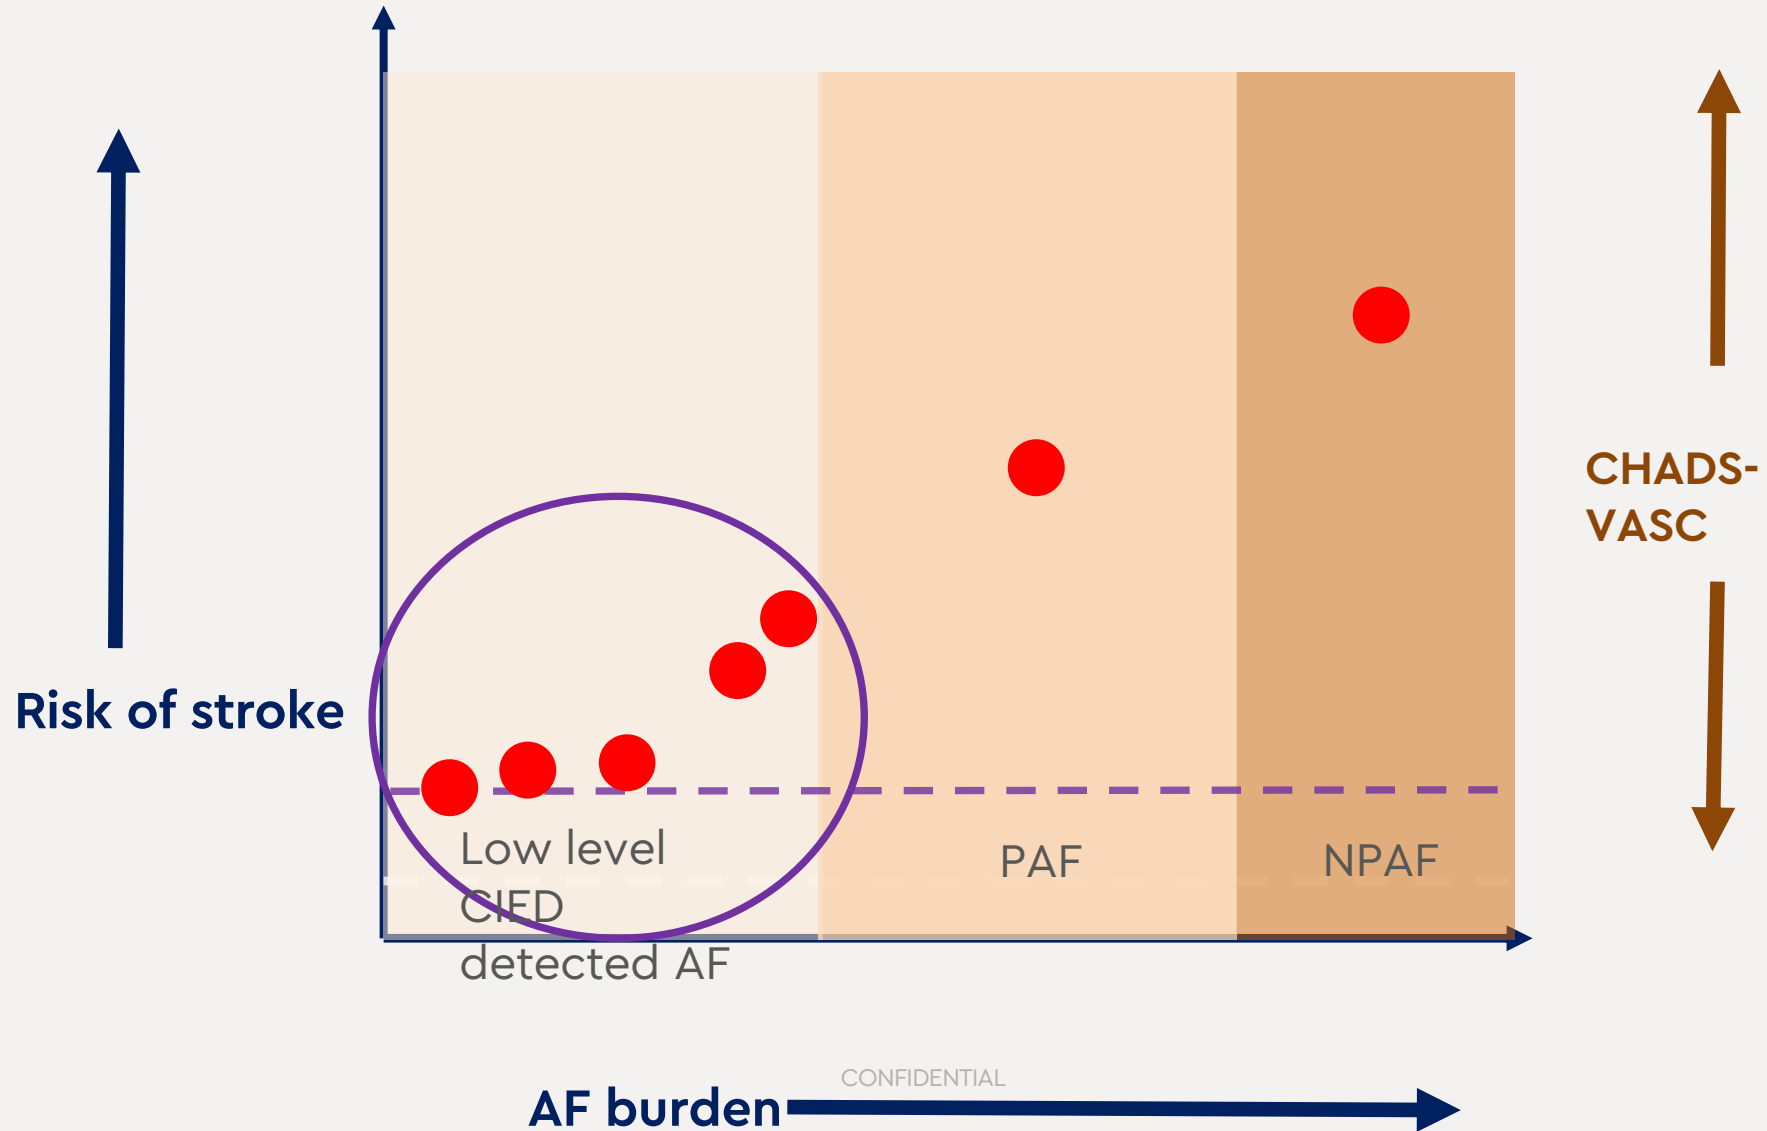 CHADS-
VASC
Risk of stroke
Low level
CIED
detected AF
PAF
NPAF
CONFIDENTIAL
AF burden